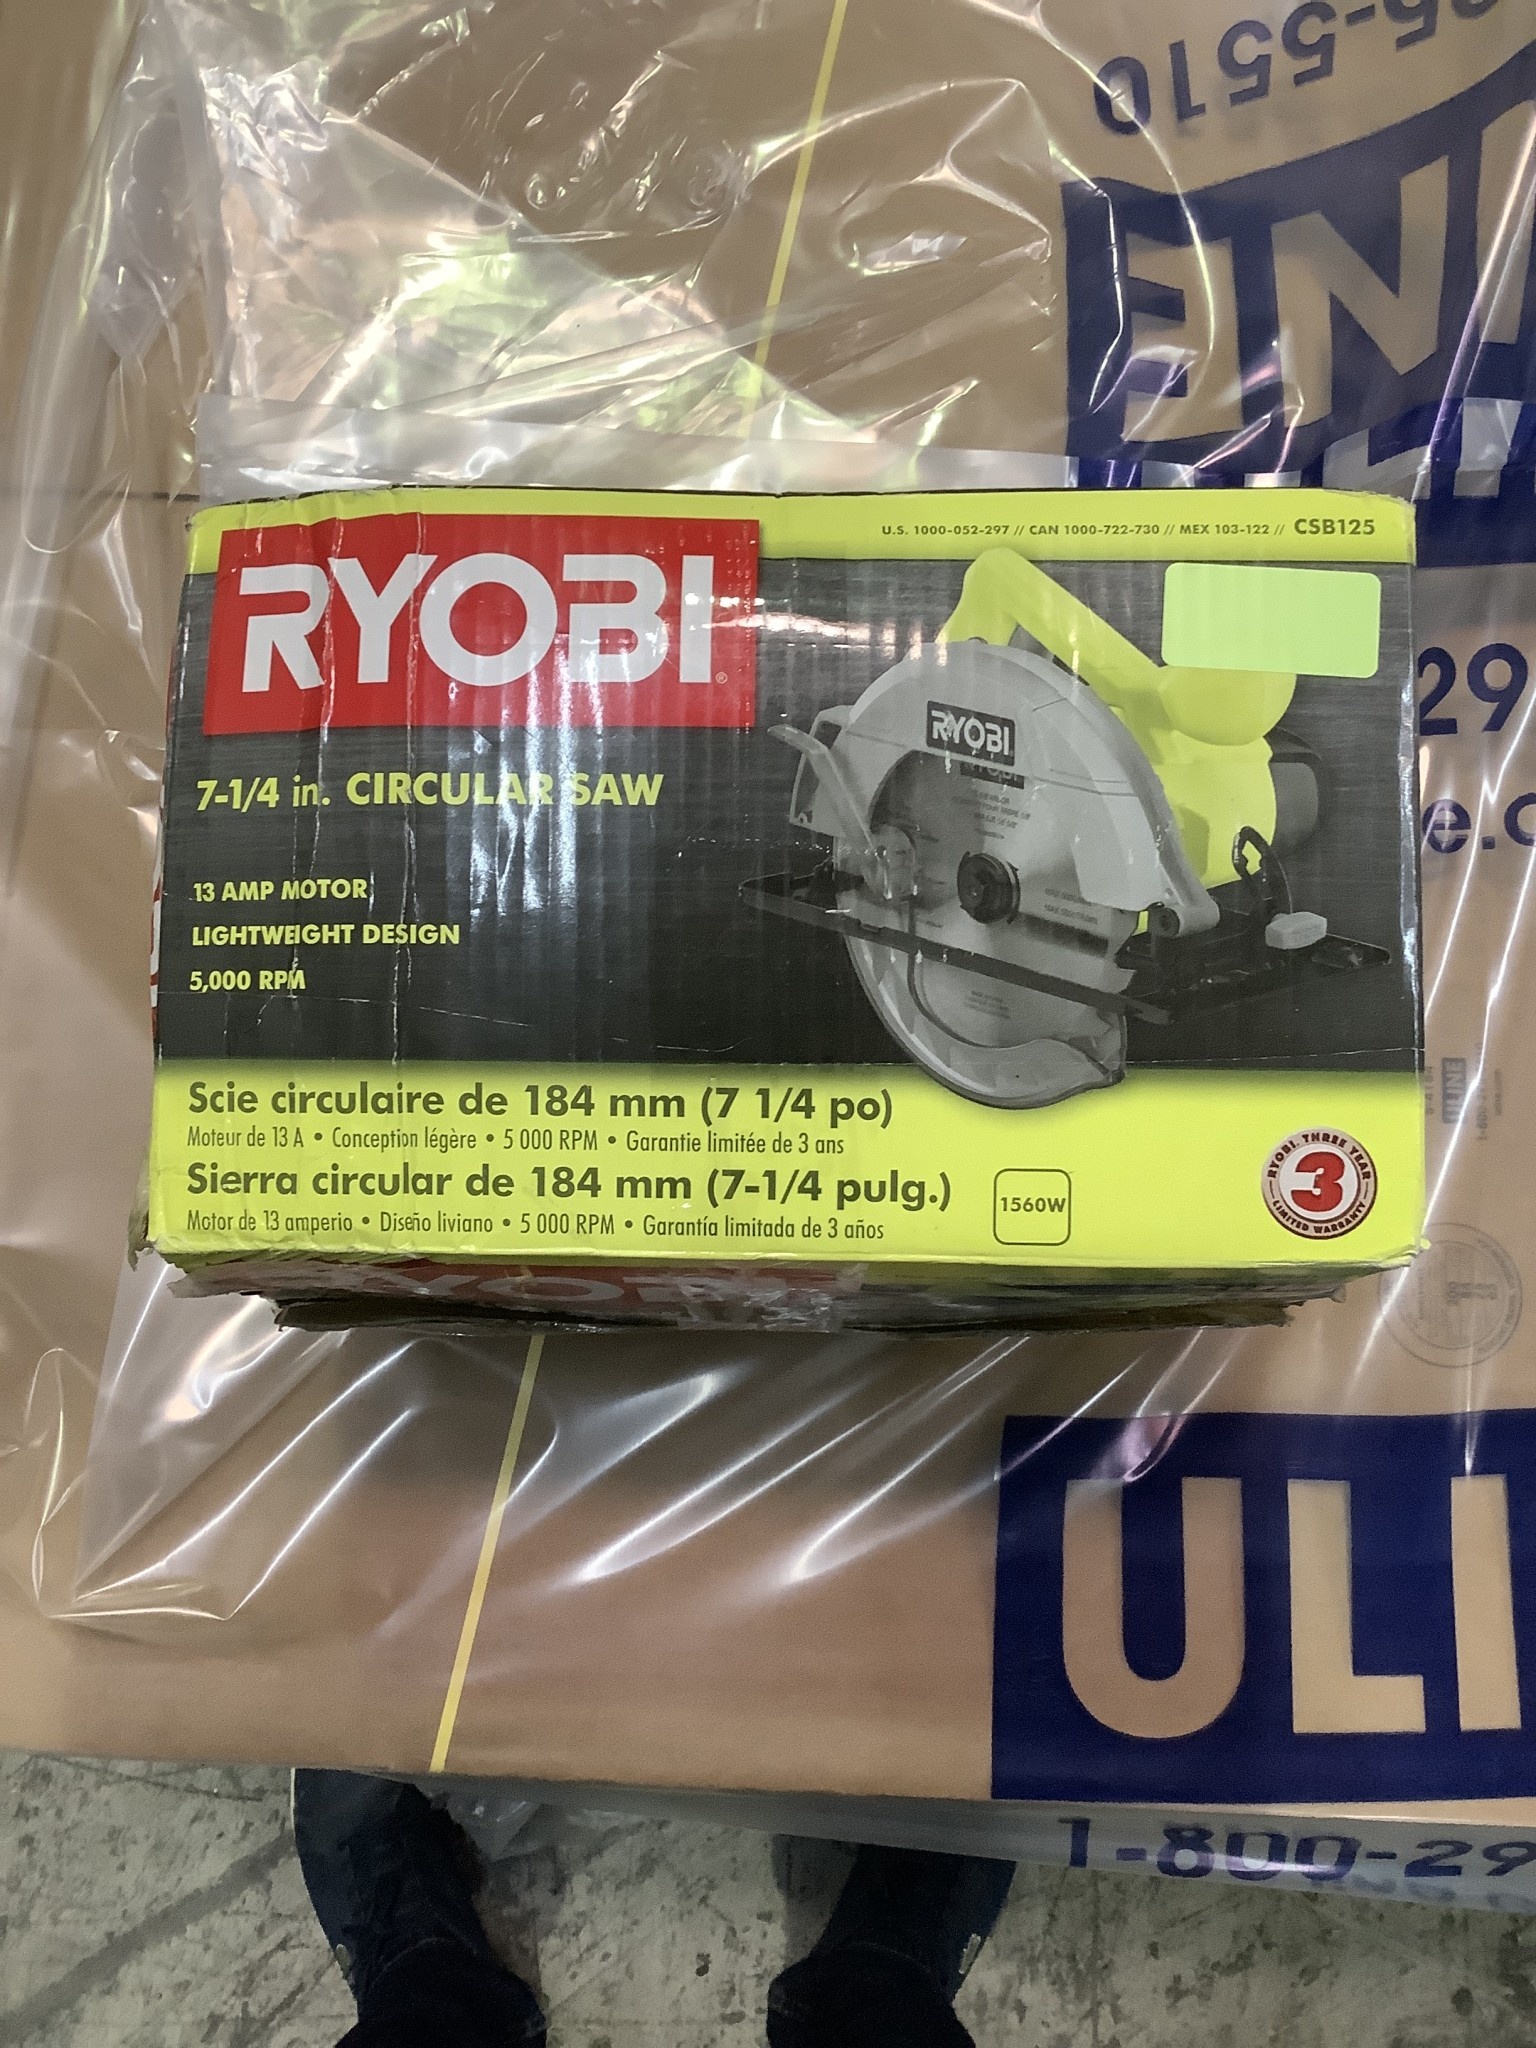 5510
RYOBI®
U.S. 1000-052-297 // CAN 1000-722-730 // MEX 103-122 // CSB125
RYOBI
7-1/4 in. CIRCULAR SAW
13 AMP MOTOR
LIGHTWEIGHT DESIGN
5,000 RPM
Scie circulaire de 184 mm (7 1/4 po)
Moteur de 13 A • Conception légère • 5 000 RPM • Garantie limitée de 3 ans
Sierra circular de 184 mm (7-1/4 pulg.)
Motor de 13 amperio • Diseño liviano • 5 000 RPM • Garantía limitada de 3 años
1560W
RYOBI. THREE YEAR
3
LIMITED WARRANTY
29
e.c
ULINE
ULI
1-800-29